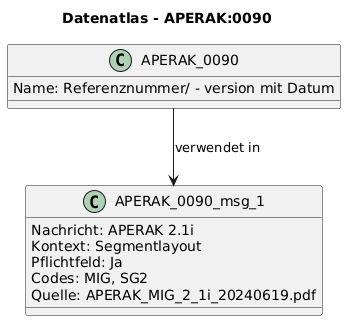 Datenatlas - APERAK:0090
C APERAK_0090
Name: Referenznummer/ - version mit Datum
verwendet in
C APERAK_0090_msg_1
Nachricht: APERAK 2.1i
Kontext: Segmentlayout
Pflichtfeld: Ja
Codes: MIG, SG2
Quelle: APERAK_MIG_2_1i_20240619.pdf